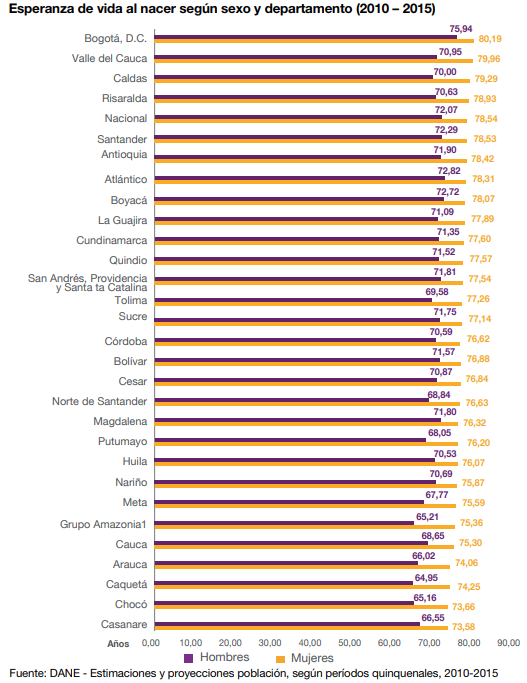 Esperanza de vida al nacer según sexo y departamento (2010 – 2015)
Bogotá, D.C. 75,94 80,19
Valle del Cauca 70,95 79,96
Caldas 70,00 79,29
Risaralda 70,63 78,93
Nacional 72,07 78,54
Santander 72,29 78,53
Antioquia 71,90 78,42
Atlántico 72,82 78,31
Boyacá 72,72 78,07
La Guajira 71,09 77,89
Cundinamarca 71,35 77,60
Quindio 71,52 77,57
San Andrés, Providencia
y Santa ta Catalina 71,81 77,54
Tolima 69,58 77,26
Sucre 71,75 77,14
Córdoba 70,59 76,62
Bolívar 71,57 76,88
Cesar 70,87 76,84
Norte de Santander 68,84 76,63
Magdalena 71,80 76,32
Putumayo 68,05 76,20
Huila 70,53 76,07
Nariño 70,69 75,87
Meta 67,77 75,59
Grupo Amazonia1 65,21 75,36
Cauca 68,65 75,30
Arauca 66,02 74,06
Caquetá 64,95 74,25
Chocó 65,16 73,66
Casanare 66,55 73,58
Años 0,00 10,00 20,00 30,00 40,00 50,00 60,00 70,00 80,00 90,00
Hombres Mujeres
Fuente: DANE - Estimaciones y proyecciones población, según períodos quinquenales, 2010-2015